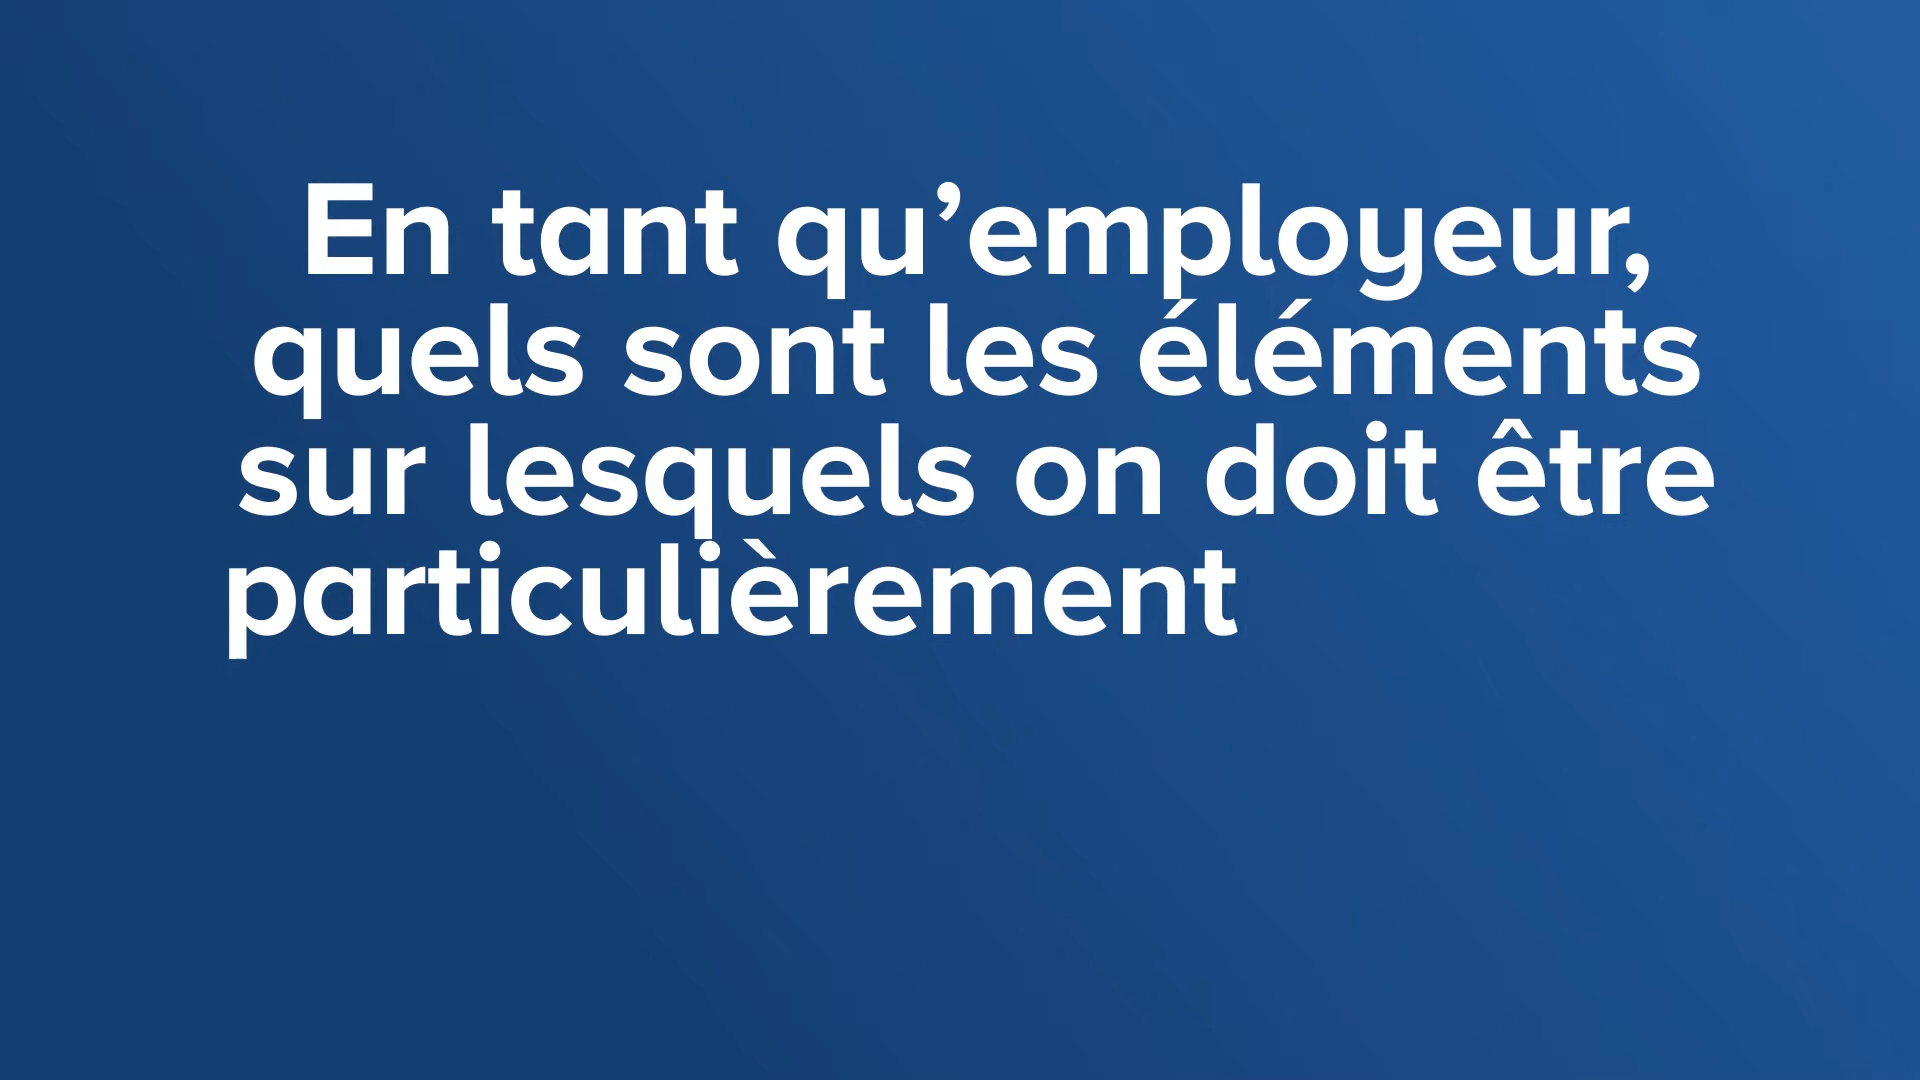 En tant qu’employeur,
quels sont les éléments
sur lesquels on doit être
particulièrement